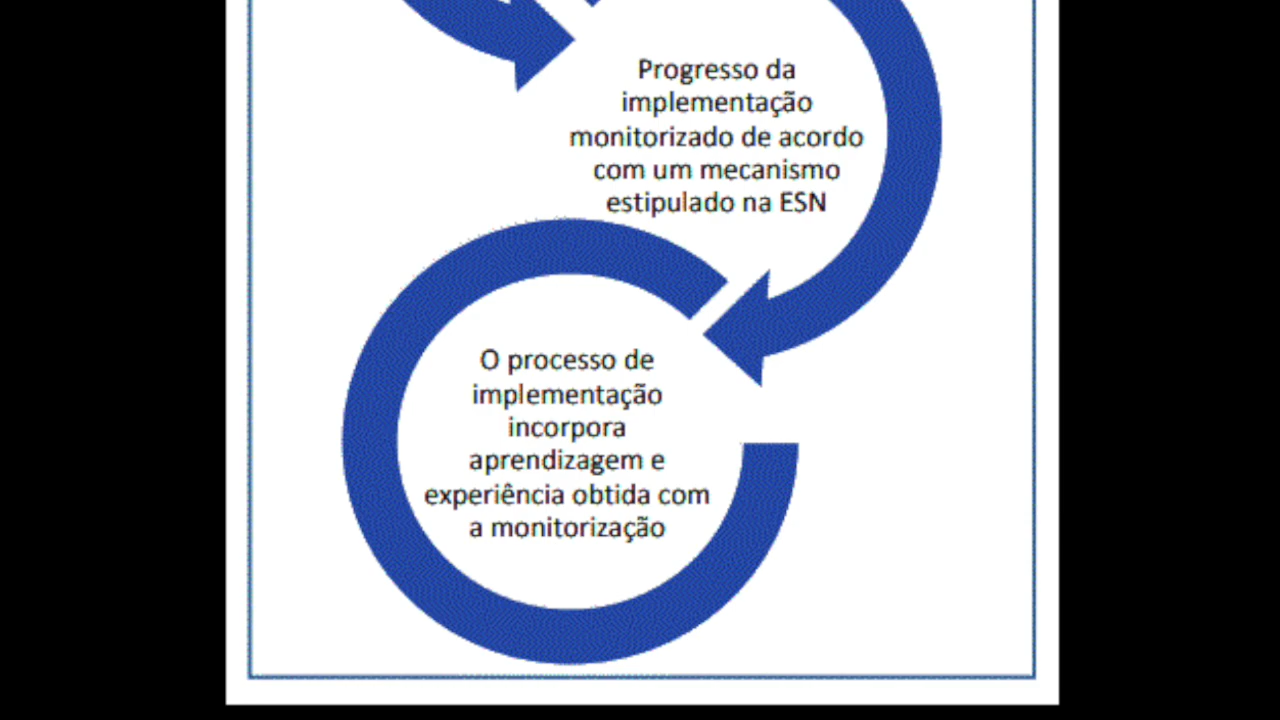 Progresso da
implementação
monitorizado de acordo
com um mecanismo
estipulado na ESN
O processo de
implementação
incorpora
aprendizagem e
experiência obtida com
a monitorização